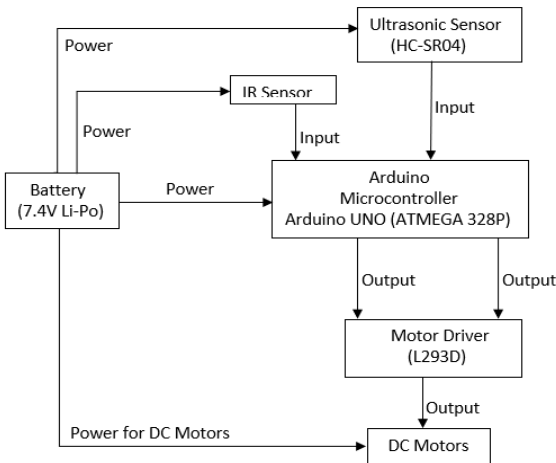 Ultrasonic Sensor
(HC-SR04)
Power
IR Sensor
Power
Input
Input
Battery
(7.4V Li-Po)
Power
Arduino
Microcontroller
Arduino UNO (ATMEGA 328P)
Output
Output
Motor Driver
(L293D)
Output
Power for DC Motors
DC Motors